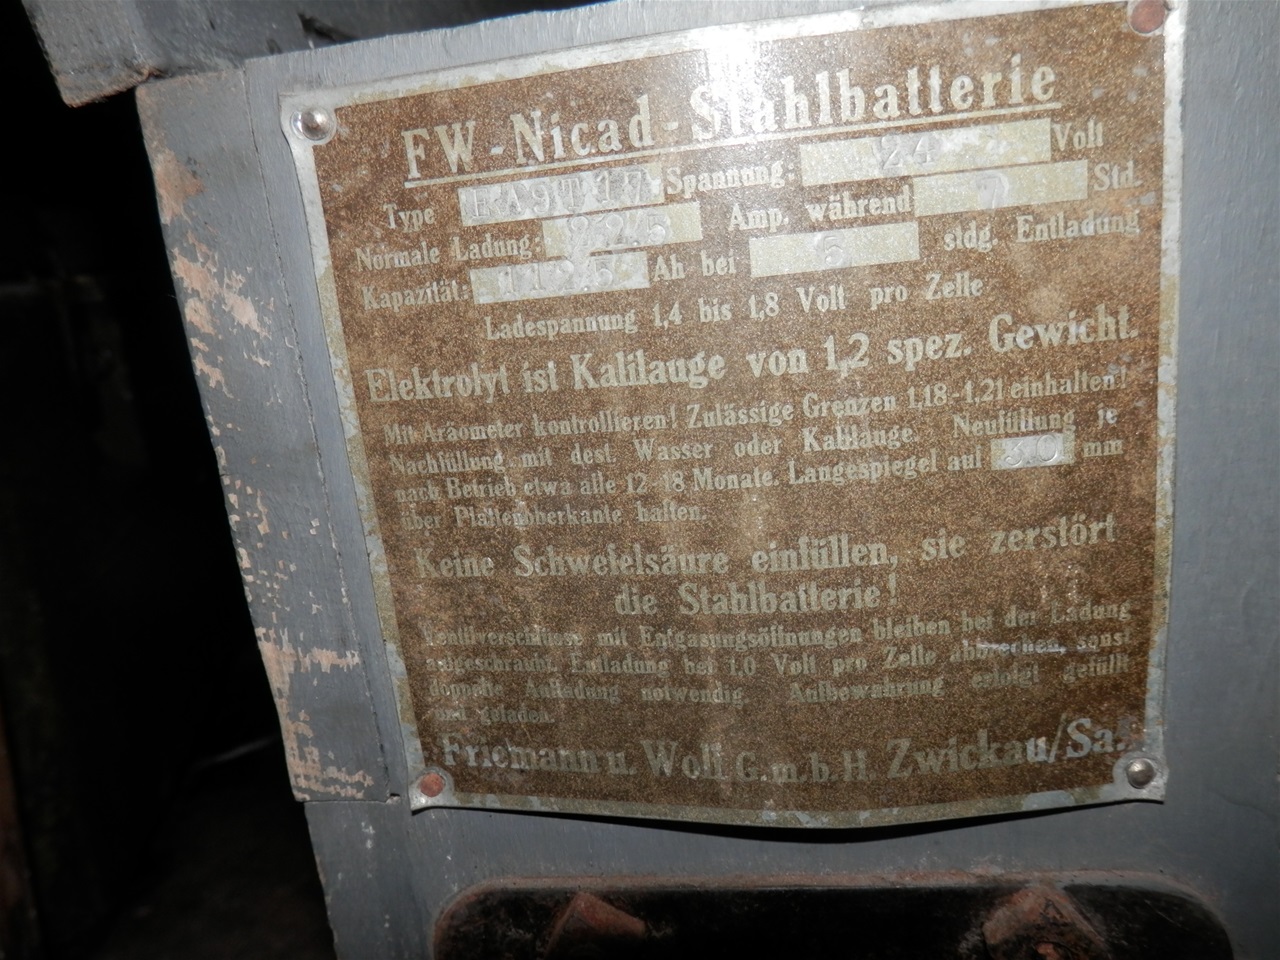 FW-Nicad-Stahlbatterie
Type Spannung: 24 Volt
Normale Ladung: 22.5 Amp. während 7 Std.
Kapazität: 112.5 Ah bei 5 stdg. Entladung
Ladespannung 1,4 bis 1,8 Volt pro Zelle
Elektrolyt ist Kalilauge von 1,2 spez. Gewicht.
Mit Aräometer kontrollieren! Zulässige Grenzen 1,18-1,21 einhalten!
Nachfüllung mit dest. Wasser oder Kalilauge. Neufüllung je
nach Betrieb etwa alle 12-18 Monate. Laugespiegel auf mm
über Plattenoberkante halten.
Keine Schwefelsäure einfüllen, sie zerstört
die Stahlbatterie!
Ventilverschlüsse mit Entgasungsöffnungen bleiben bei der Ladung
aufgeschraubt. Entladung bei 1,0 Volt pro Zelle abbrechen, sonst
doppelte Aufladung notwendig. Aufbewahrung erfolgt gefüllt
und geladen.
Friemann u. Wolf G.m.b.H. Zwickau/Sa.